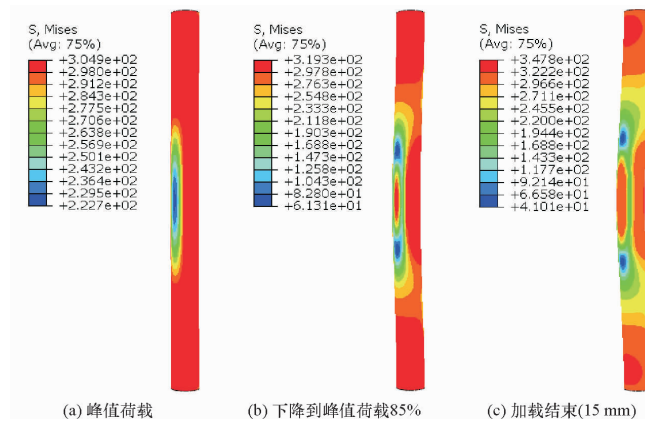 S, Mises
(Avg: 75%)
+3.049e+02
+2.980e+02
+2.912e+02
+2.843e+02
+2.775e+02
+2.706e+02
+2.638e+02
+2.569e+02
+2.501e+02
+2.432e+02
+2.364e+02
+2.295e+02
+2.227e+02
(a) 峰值荷载
S, Mises
(Avg: 75%)
+3.193e+02
+2.978e+02
+2.763e+02
+2.548e+02
+2.333e+02
+2.118e+02
+1.903e+02
+1.688e+02
+1.473e+02
+1.258e+02
+1.043e+02
+8.280e+01
+6.131e+01
(b) 下降到峰值荷载85%
S, Mises
(Avg: 75%)
+3.478e+02
+3.222e+02
+2.966e+02
+2.711e+02
+2.455e+02
+2.200e+02
+1.944e+02
+1.688e+02
+1.433e+02
+1.177e+02
+9.214e+01
+6.658e+01
+4.101e+01
(c) 加载结束(15 mm)